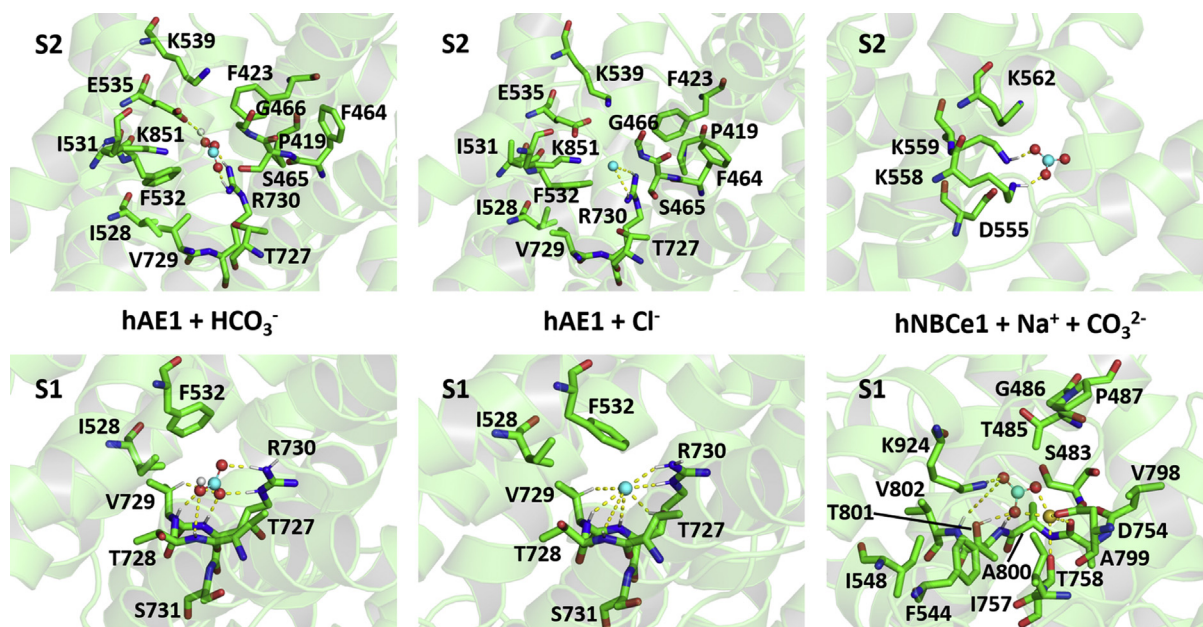 S2
K539
E535
F423
G466
F464
K851
I531
P419
F532
S465
R730
I528
V729
T727
S2
K539
F423
E535
G466
P419
I531
K851
F532
F464
I528
R730
S465
V729
T727
S2
K562
K559
K558
D555
hAE1 + HCO₃⁻
hAE1 + Cl⁻
hNBCe1 + Na⁺ + CO₃²⁻
S1
F532
I528
R730
V729
T727
T728
S731
S1
F532
I528
R730
V729
T727
T728
S731
S1
G486
P487
T485
K924
S483
V798
V802
T801
D754
A799
A800
T758
I548
I757
F544